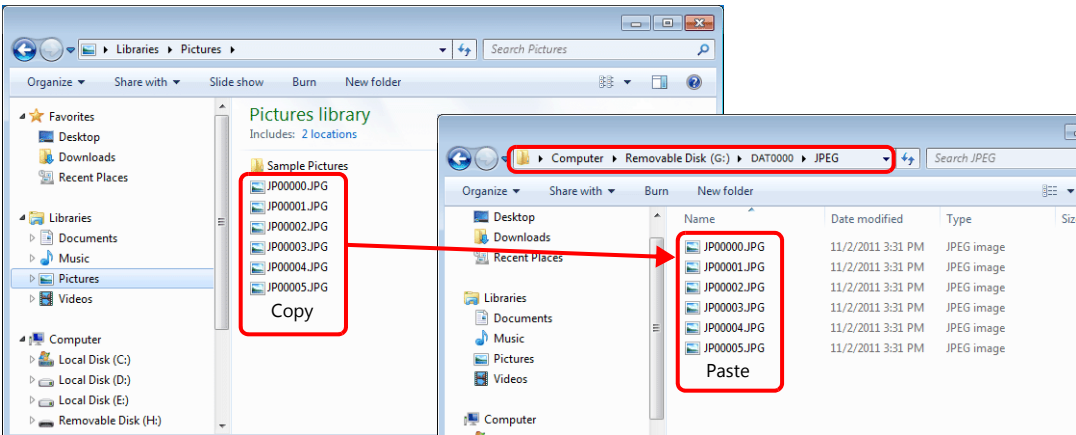 Libraries Pictures
Search Pictures
Organize Share with Slide show Burn New folder
Favorites
Desktop
Downloads
Recent Places
Libraries
Documents
Music
Pictures
Videos
Computer
Local Disk (C:)
Local Disk (D:)
Local Disk (E:)
Removable Disk (H:)
Pictures library
Includes: 2 locations
Sample Pictures
JP00000.JPG
JP00001.JPG
JP00002.JPG
JP00003.JPG
JP00004.JPG
JP00005.JPG
Copy
Computer Removable Disk (G:) DAT0000 JPEG
Search JPEG
Organize Share with Burn New folder
Desktop
Downloads
Recent Places
Libraries
Documents
Music
Pictures
Videos
Computer
Name Date modified Type Siz
JP00000.JPG 11/2/2011 3:31 PM JPEG image
JP00001.JPG 11/2/2011 3:31 PM JPEG image
JP00002.JPG 11/2/2011 3:31 PM JPEG image
JP00003.JPG 11/2/2011 3:31 PM JPEG image
JP00004.JPG 11/2/2011 3:31 PM JPEG image
JP00005.JPG 11/2/2011 3:31 PM JPEG image
Paste